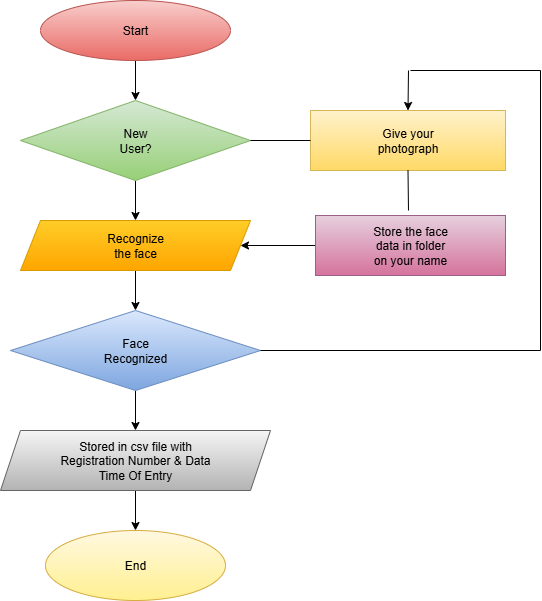 Start
New
User?
Give your
photograph
Recognize
the face
Store the face
data in folder
on your name
Face
Recognized
Stored in csv file with
Registration Number & Data
Time Of Entry
End